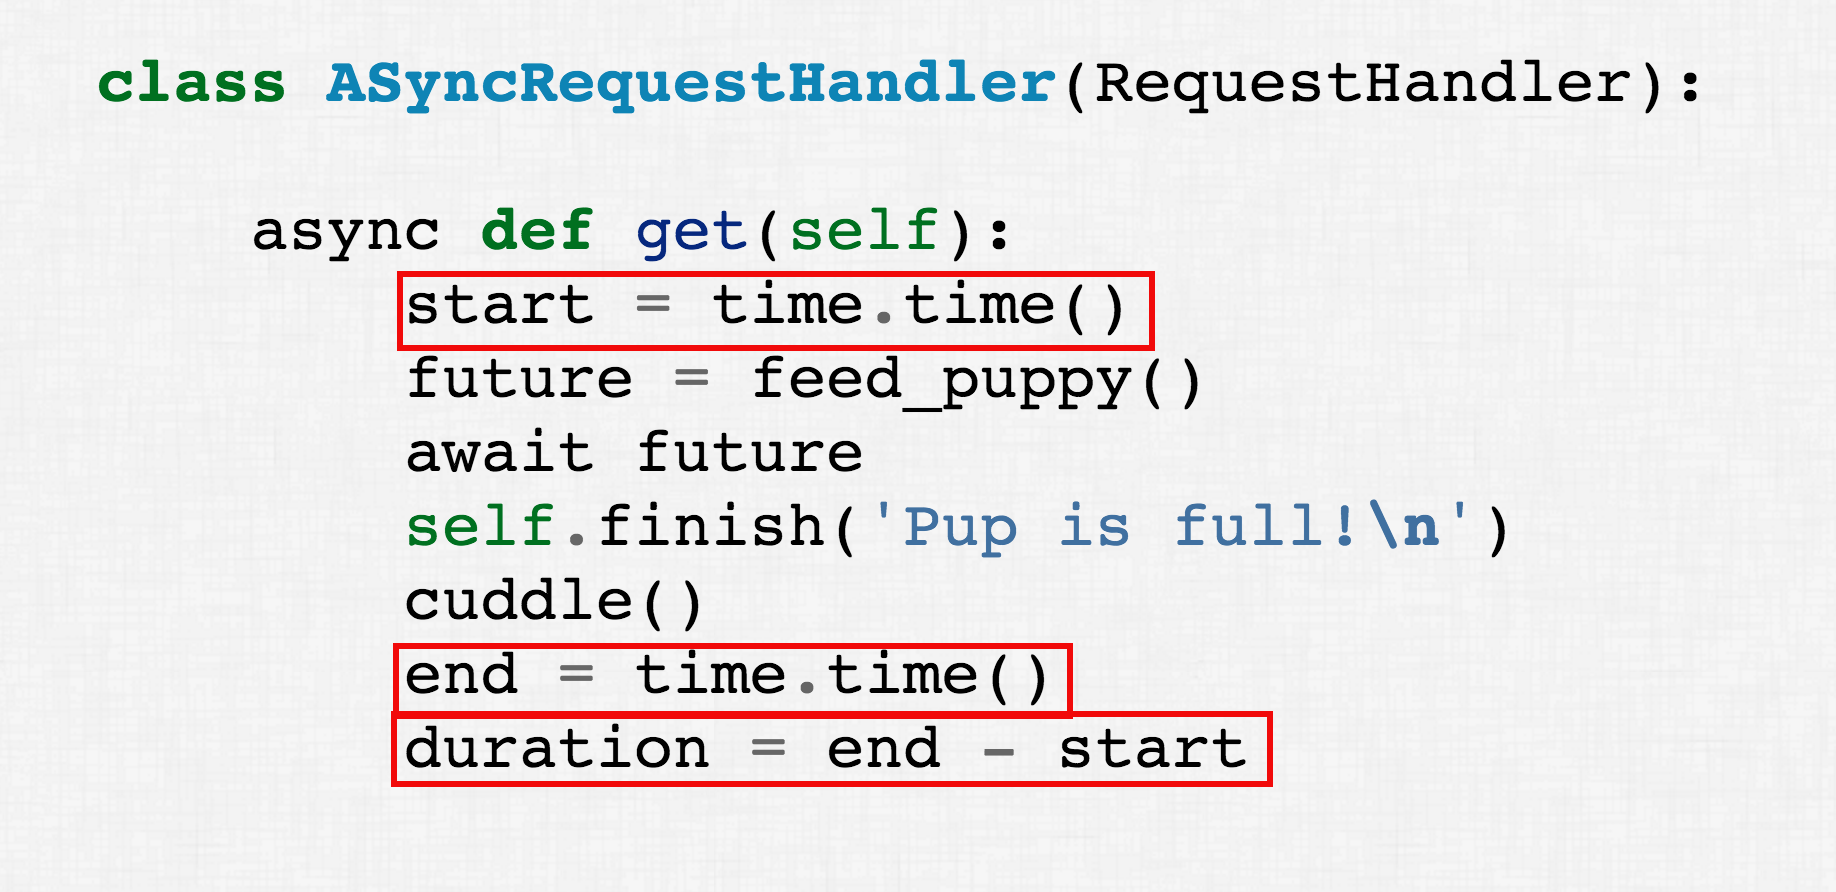 class ASyncRequestHandler(RequestHandler):
async def get(self):
start = time.time()
future = feed_puppy()
await future
self.finish('Pup is full!\n')
cuddle()
end = time.time()
duration = end - start